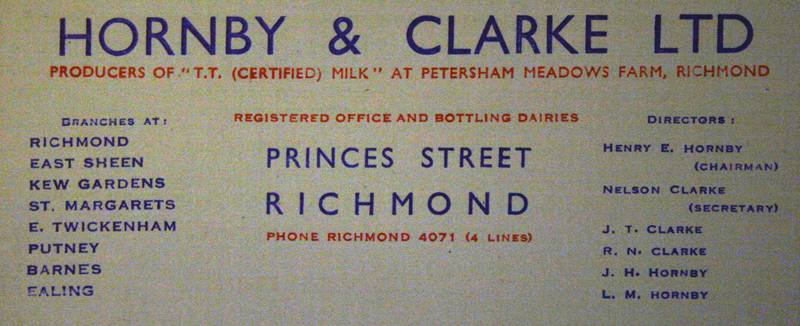 HORNBY & CLARKE LTD
PRODUCERS OF "T.T. (CERTIFIED) MILK" AT PETERSHAM MEADOWS FARM, RICHMOND
BRANCHES AT:
RICHMOND
EAST SHEEN
KEW GARDENS
ST. MARGARETS
E. TWICKENHAM
PUTNEY
BARNES
EALING
REGISTERED OFFICE AND BOTTLING DAIRIES
PRINCES STREET
RICHMOND
PHONE RICHMOND 4071 (4 LINES)
DIRECTORS:
HENRY E. HORNBY
(CHAIRMAN)
NELSON CLARKE
(SECRETARY)
J. T. CLARKE
R. N. CLARKE
J. H. HORNBY
L. M. HORNBY